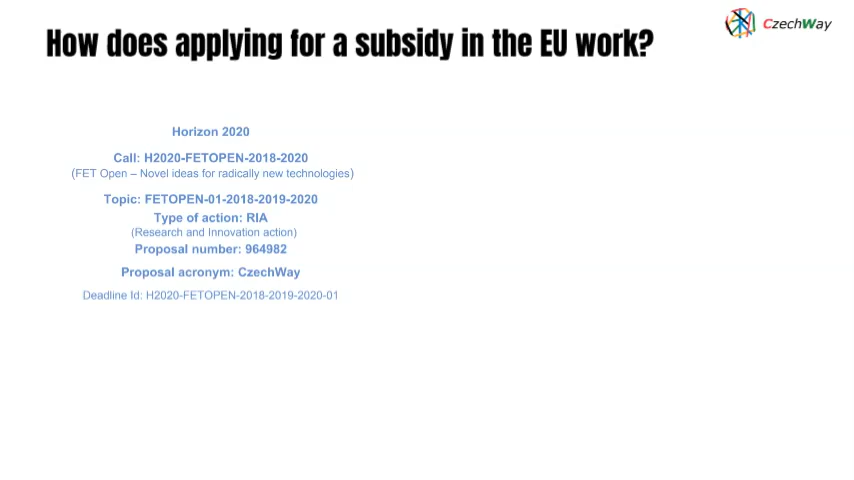 How does applying for a subsidy in the EU work?
CzechWay
Horizon 2020
Call: H2020-FETOPEN-2018-2020
(FET Open – Novel ideas for radically new technologies)
Topic: FETOPEN-01-2018-2019-2020
Type of action: RIA
(Research and Innovation action)
Proposal number: 964982
Proposal acronym: CzechWay
Deadline Id: H2020-FETOPEN-2018-2019-2020-01